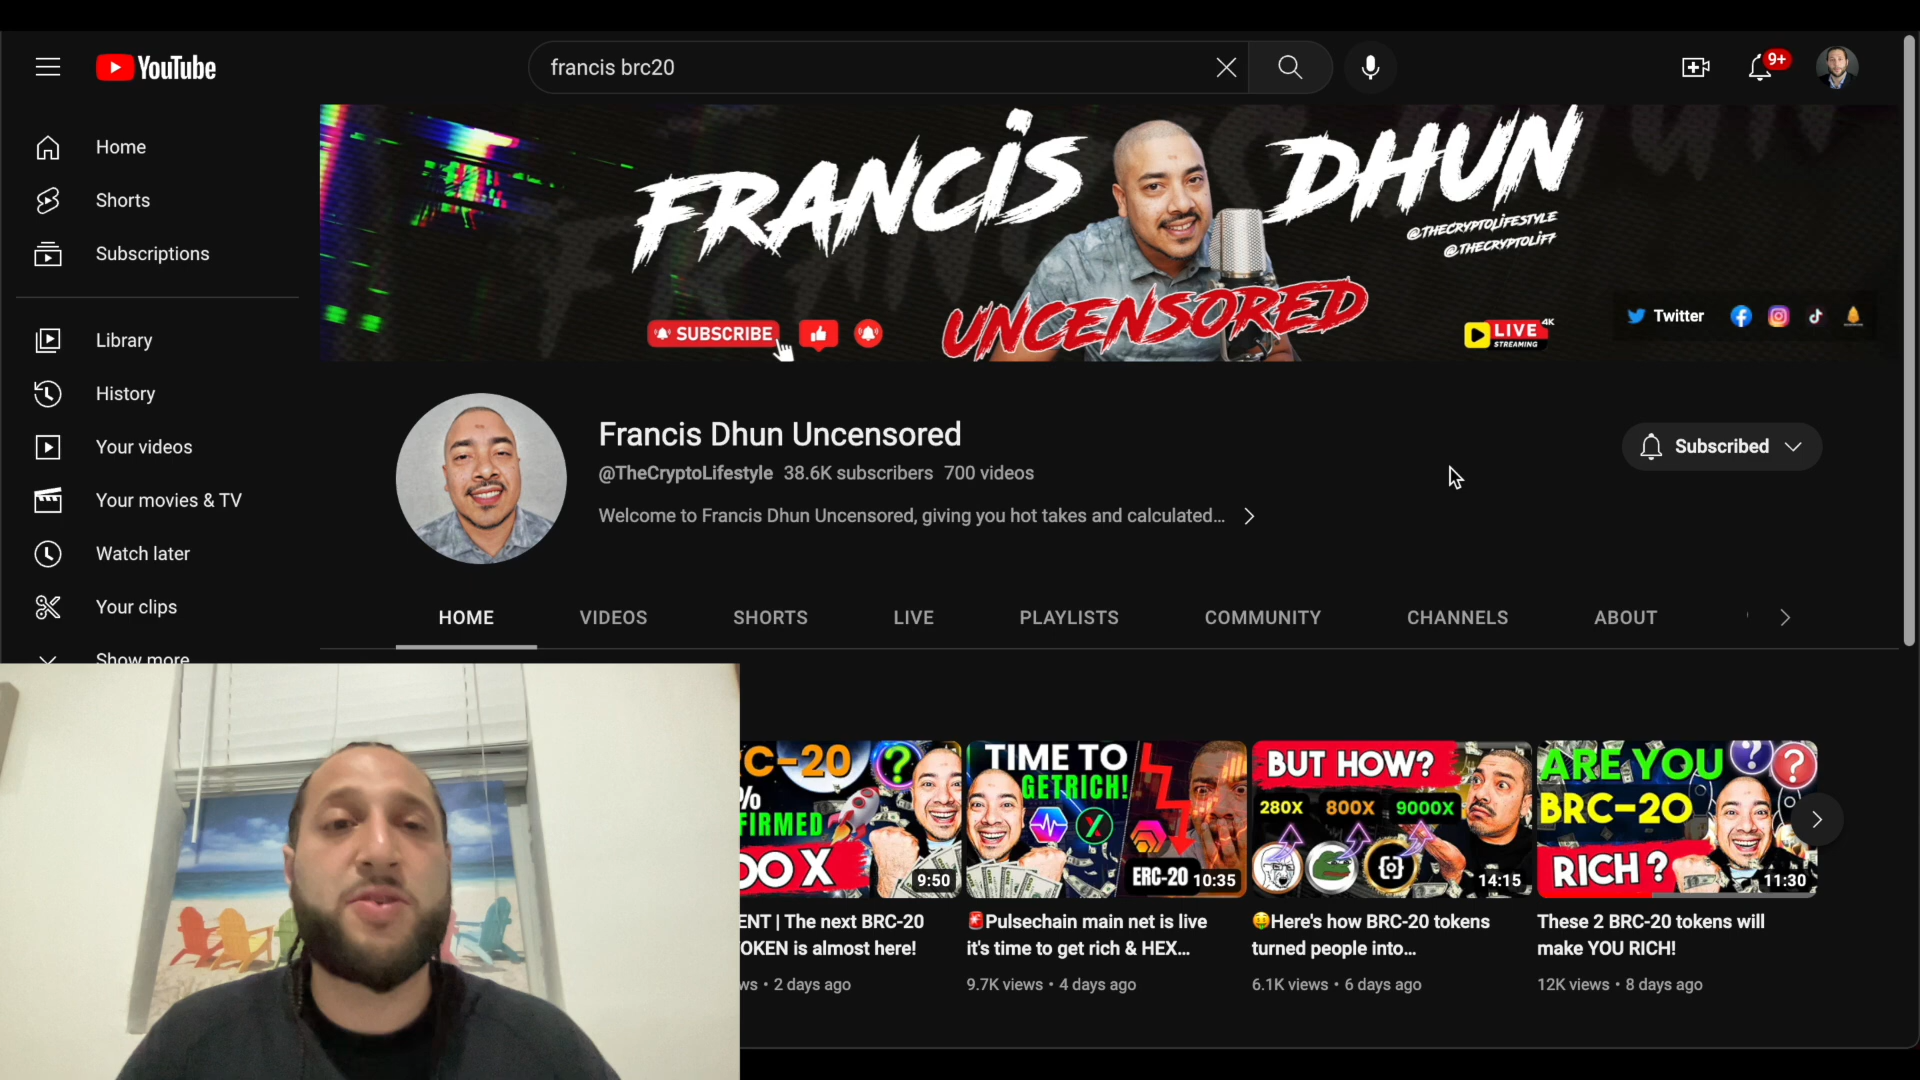 YouTube
francis brc20
9+
Home
Shorts
Subscriptions
Library
History
Your videos
Your movies & TV
Watch later
Your clips
Show more
FRANCIS DHUN
@THECRYPTOLIFESTYLE
@THECRYPTOLIFF
UNCENSORED
SUBSCRIBE
LIVE 4K
STREAMING
Twitter
Francis Dhun Uncensored
@TheCryptoLifestyle 38.6K subscribers 700 videos
Welcome to Francis Dhun Uncensored, giving you hot takes and calculated...
Subscribed
HOME VIDEOS SHORTS LIVE PLAYLISTS COMMUNITY CHANNELS ABOUT
C-20
%
FIRMED
00 X
9:50
ENT | The next BRC-20
OKEN is almost here!
ws • 2 days ago
TIME TO
GETRICH!
ERC-20
10:35
🚨Pulsechain main net is live
it's time to get rich & HEX...
9.7K views • 4 days ago
BUT HOW?
280X 800X 9000X
14:15
🤑Here's how BRC-20 tokens
turned people into...
6.1K views • 6 days ago
ARE YOU
BRC-20
RICH?
11:30
These 2 BRC-20 tokens will
make YOU RICH!
12K views • 8 days ago